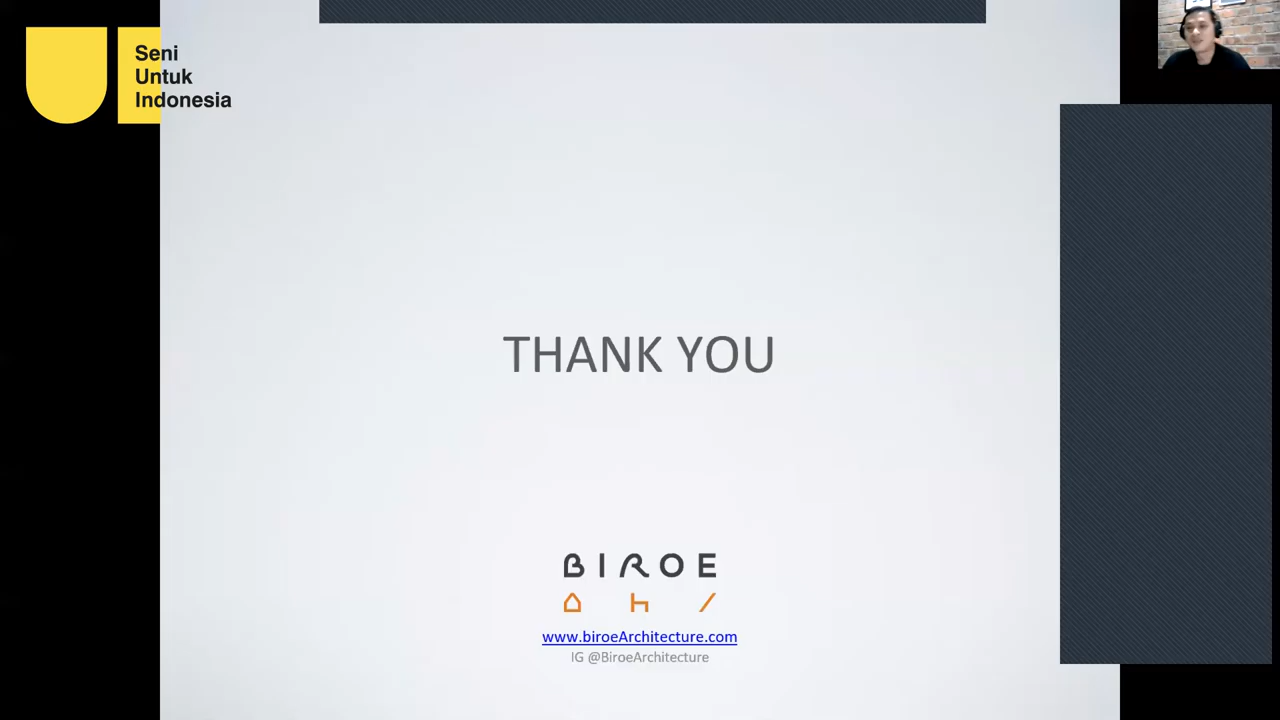 Seni
Untuk
Indonesia
THANK YOU
BIROE
www.biroeArchitecture.com
IG @BiroeArchitecture